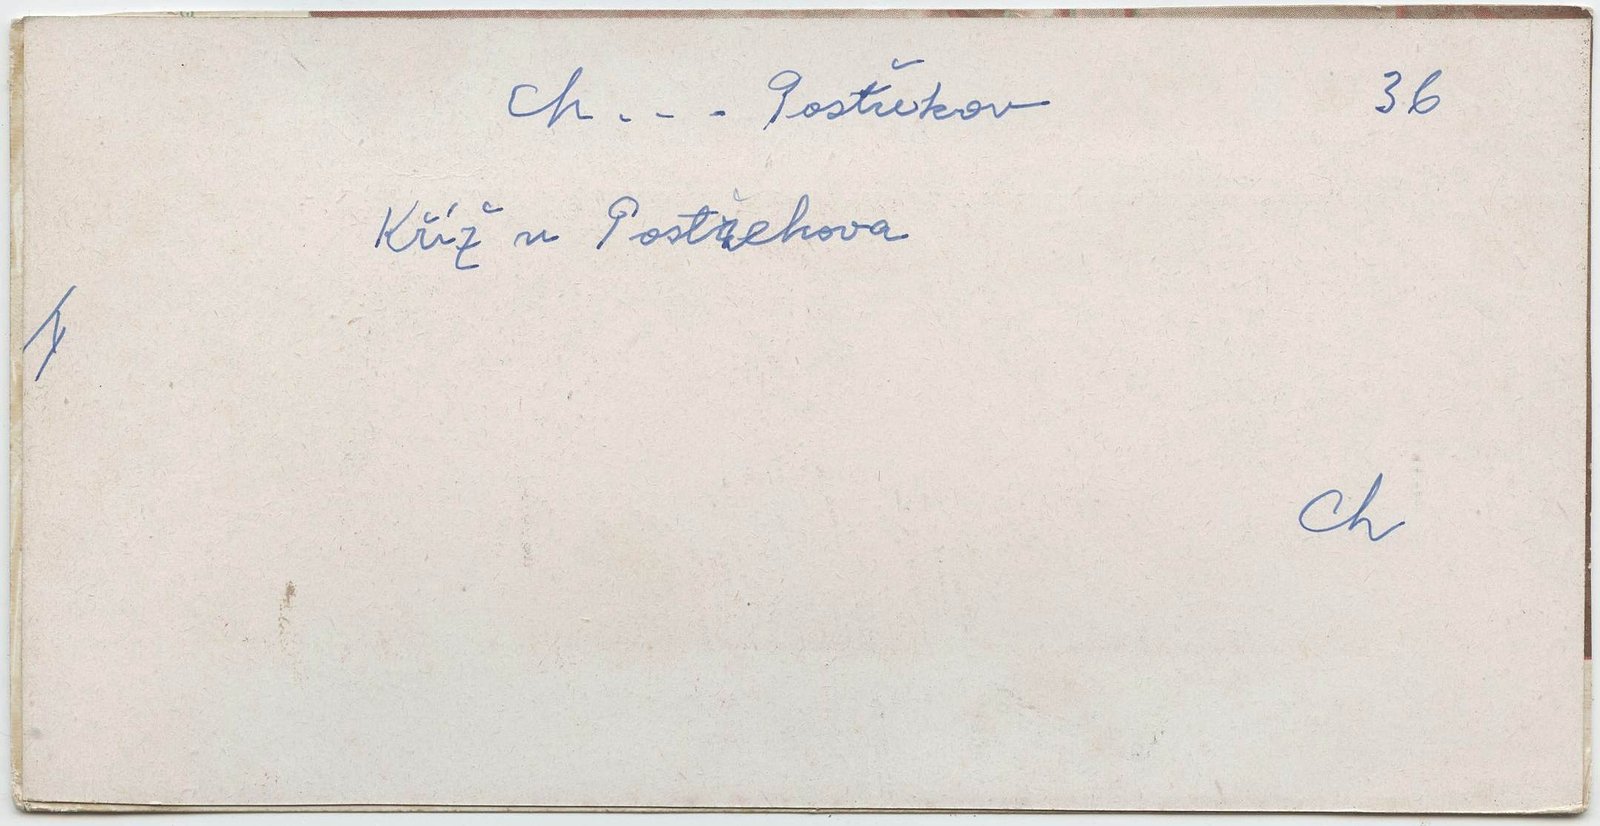 Ch . - - Postřekov 36
Kříž u Postřekova
Ch